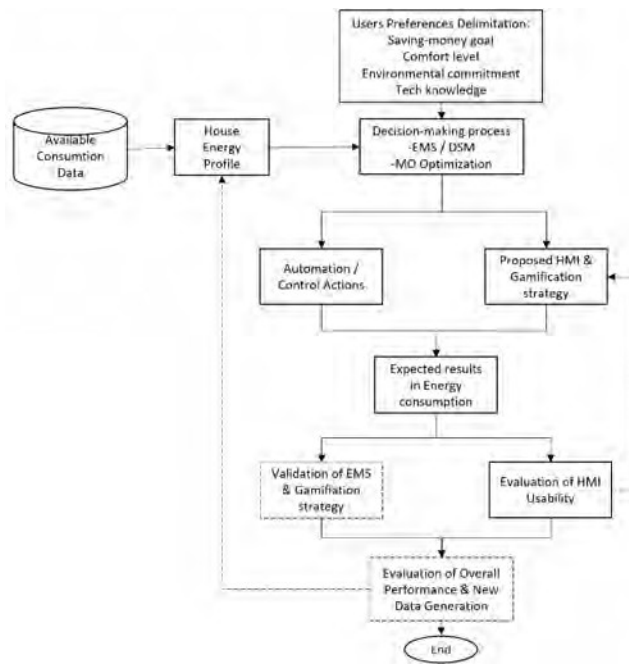 Users Preferences Delimitation:
Saving-money goal
Comfort level
Environmental commitment
Tech knowledge
Available
Consumtion
Data
House
Energy
Profile
Decision-making process
-EMS / DSM
-MO Optimization
Automation /
Control Actions
Proposed HMI &
Gamification
strategy
Expected results
in Energy
consumption
Validation of EMS
& Gamifiation
strategy
Evaluation of HMI
Usability
Evaluation of Overall
Performance & New
Data Generation
End